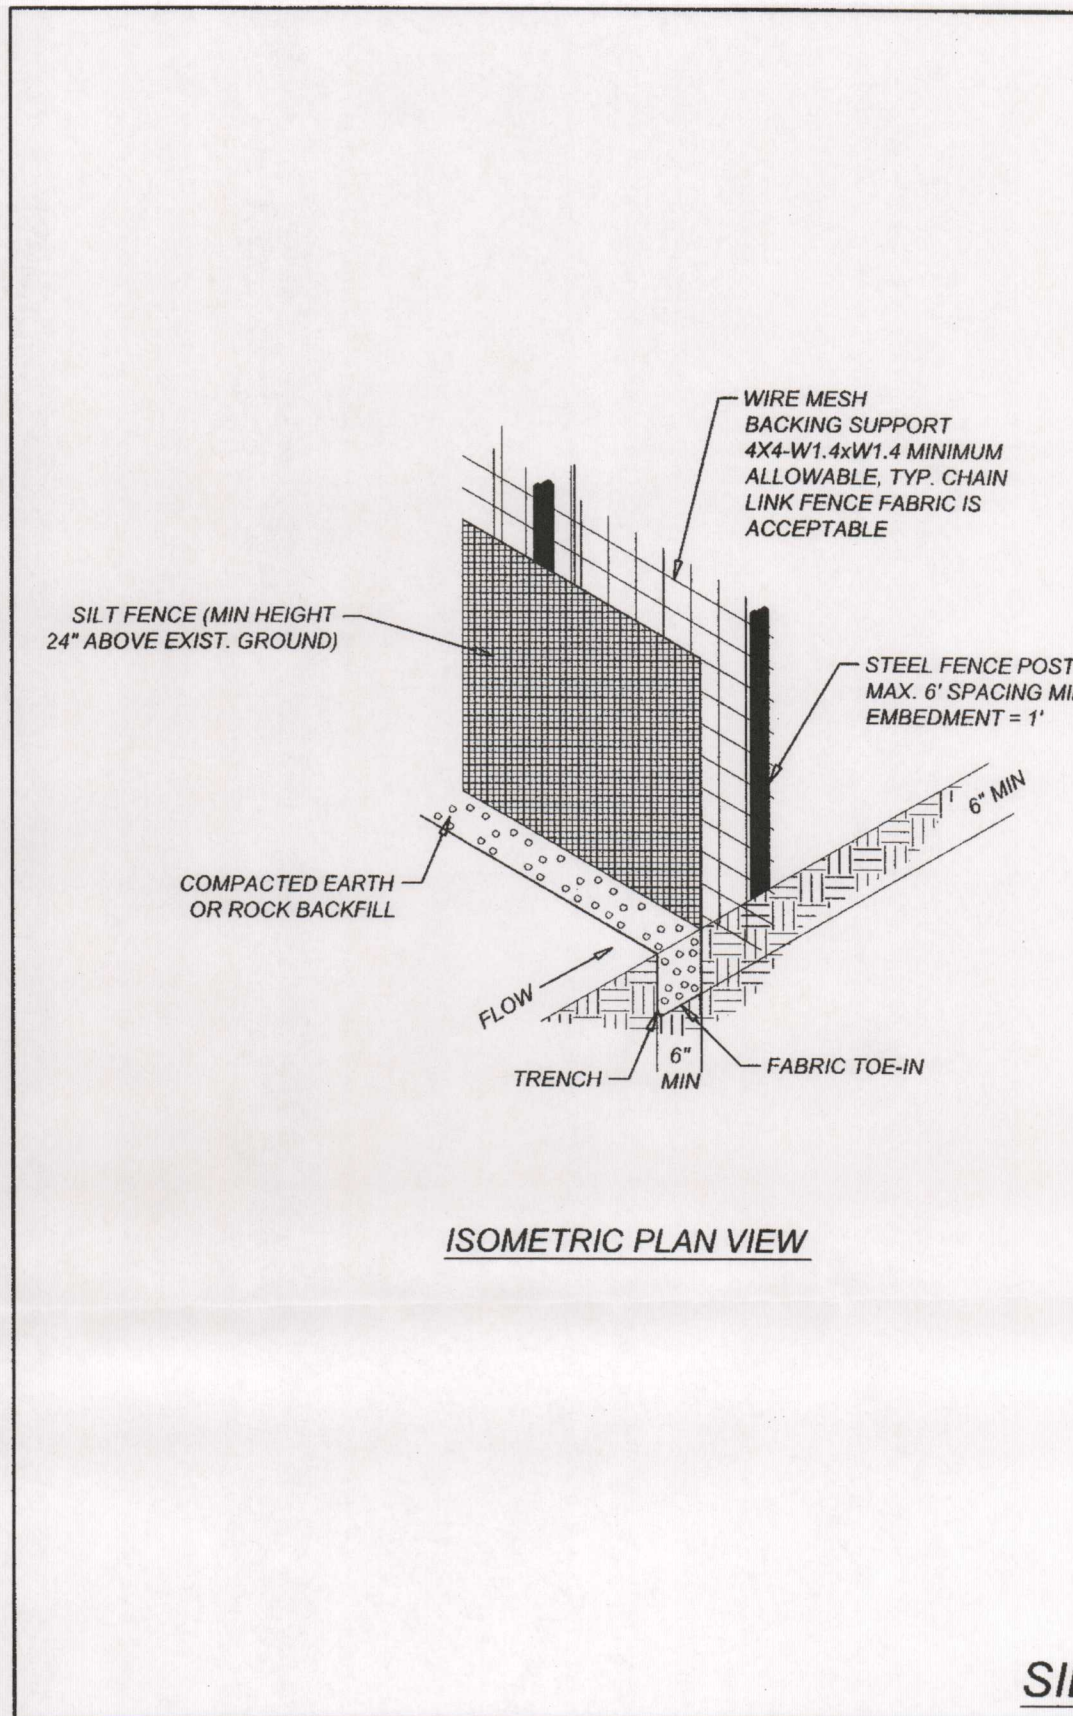 WIRE MESH
BACKING SUPPORT
4X4-W1.4xW1.4 MINIMUM
ALLOWABLE, TYP. CHAIN
LINK FENCE FABRIC IS
ACCEPTABLE
SILT FENCE (MIN HEIGHT
24" ABOVE EXIST. GROUND)
STEEL FENCE POST
MAX. 6' SPACING
EMBEDMENT = 1'
6" MIN
COMPACTED EARTH
OR ROCK BACKFILL
FLOW
6"
MIN
TRENCH
FABRIC TOE-IN
ISOMETRIC PLAN VIEW